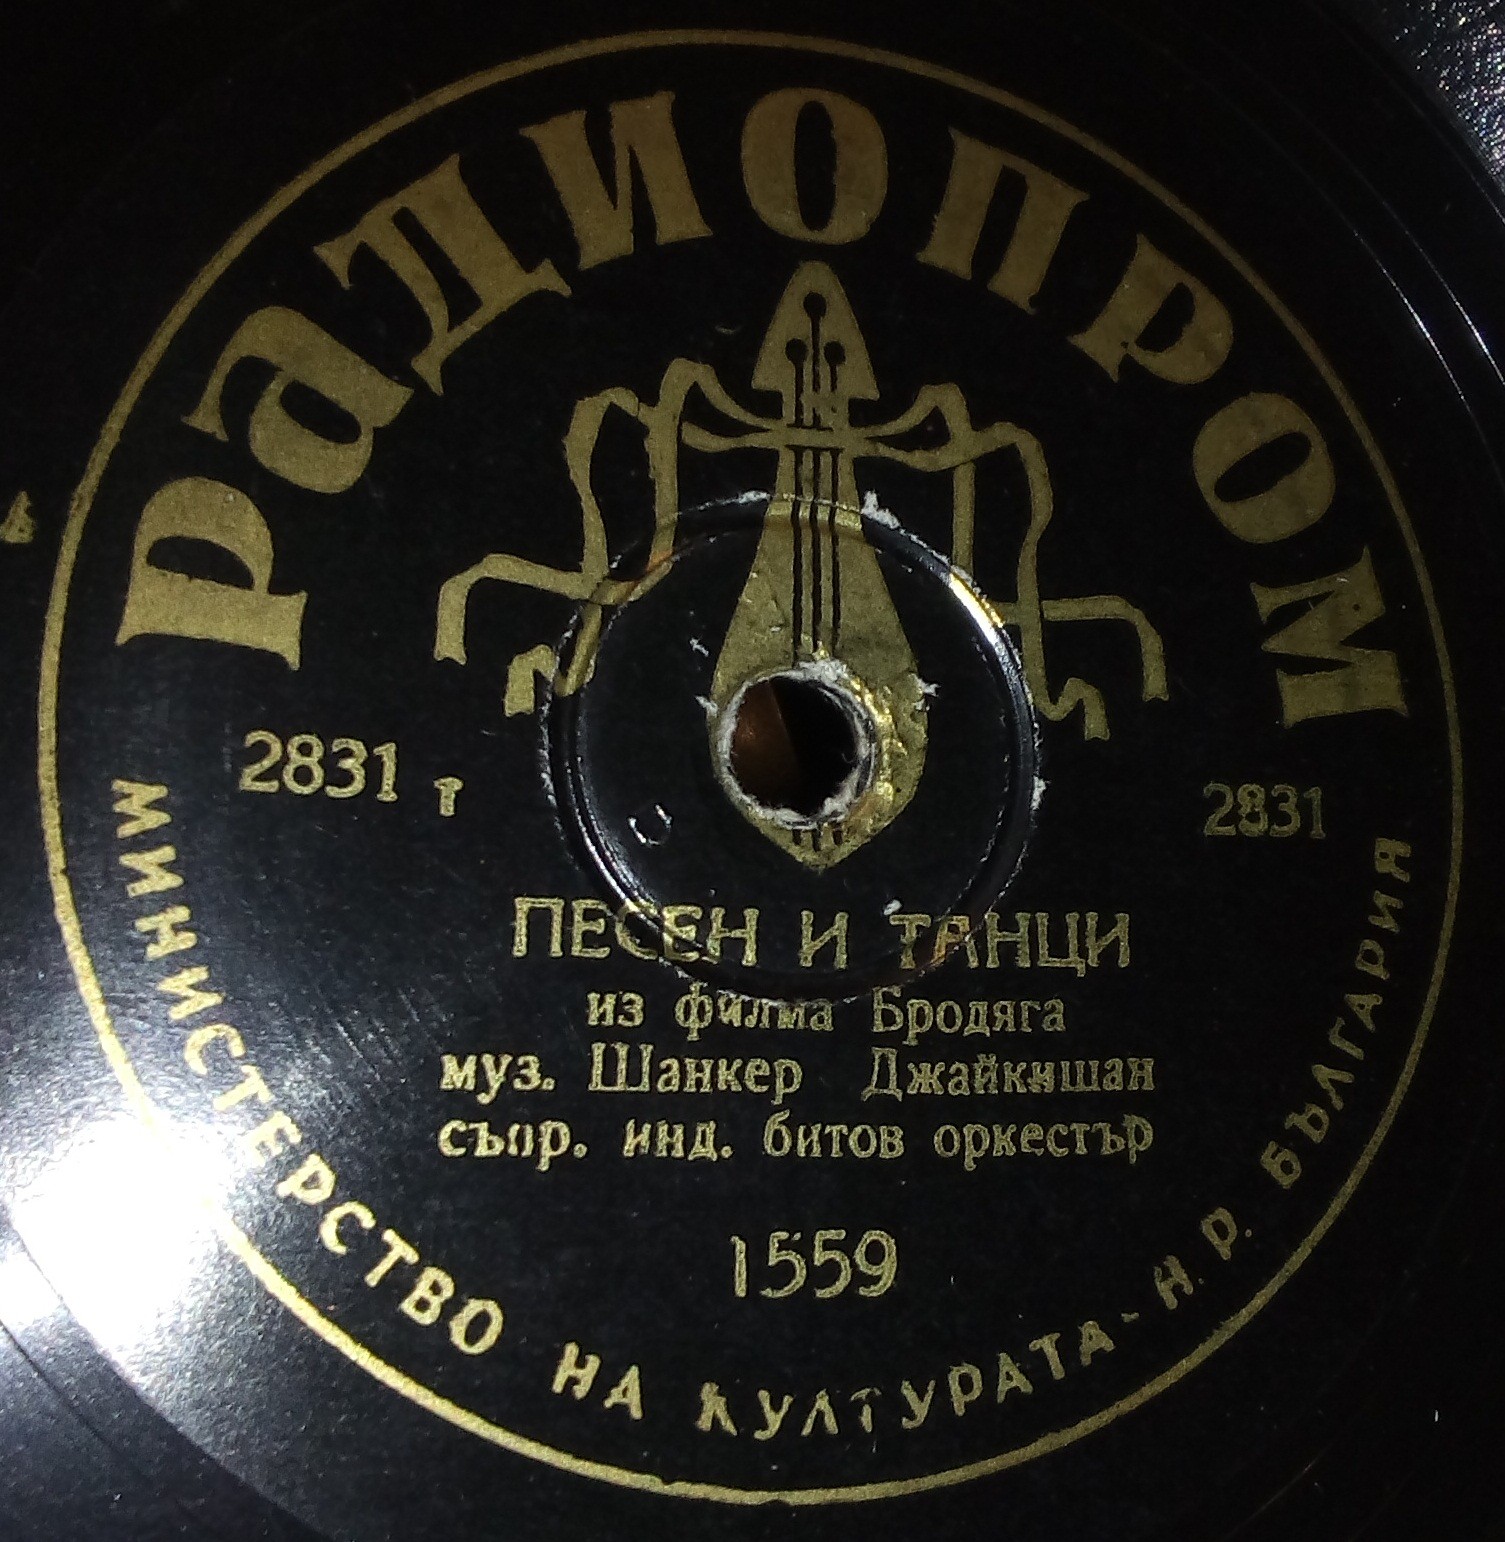 РАДИОПРОМ
2831 т
2831
ПЕСЕН И ТАНЦИ
из филма Бродяга
муз. Шанкер Джайкишан
съпр. инд. битов оркестър
1559
МИНИСТЕРСТВО НА КУЛТУРАТА - Н. Р. БЪЛГАРИЯ